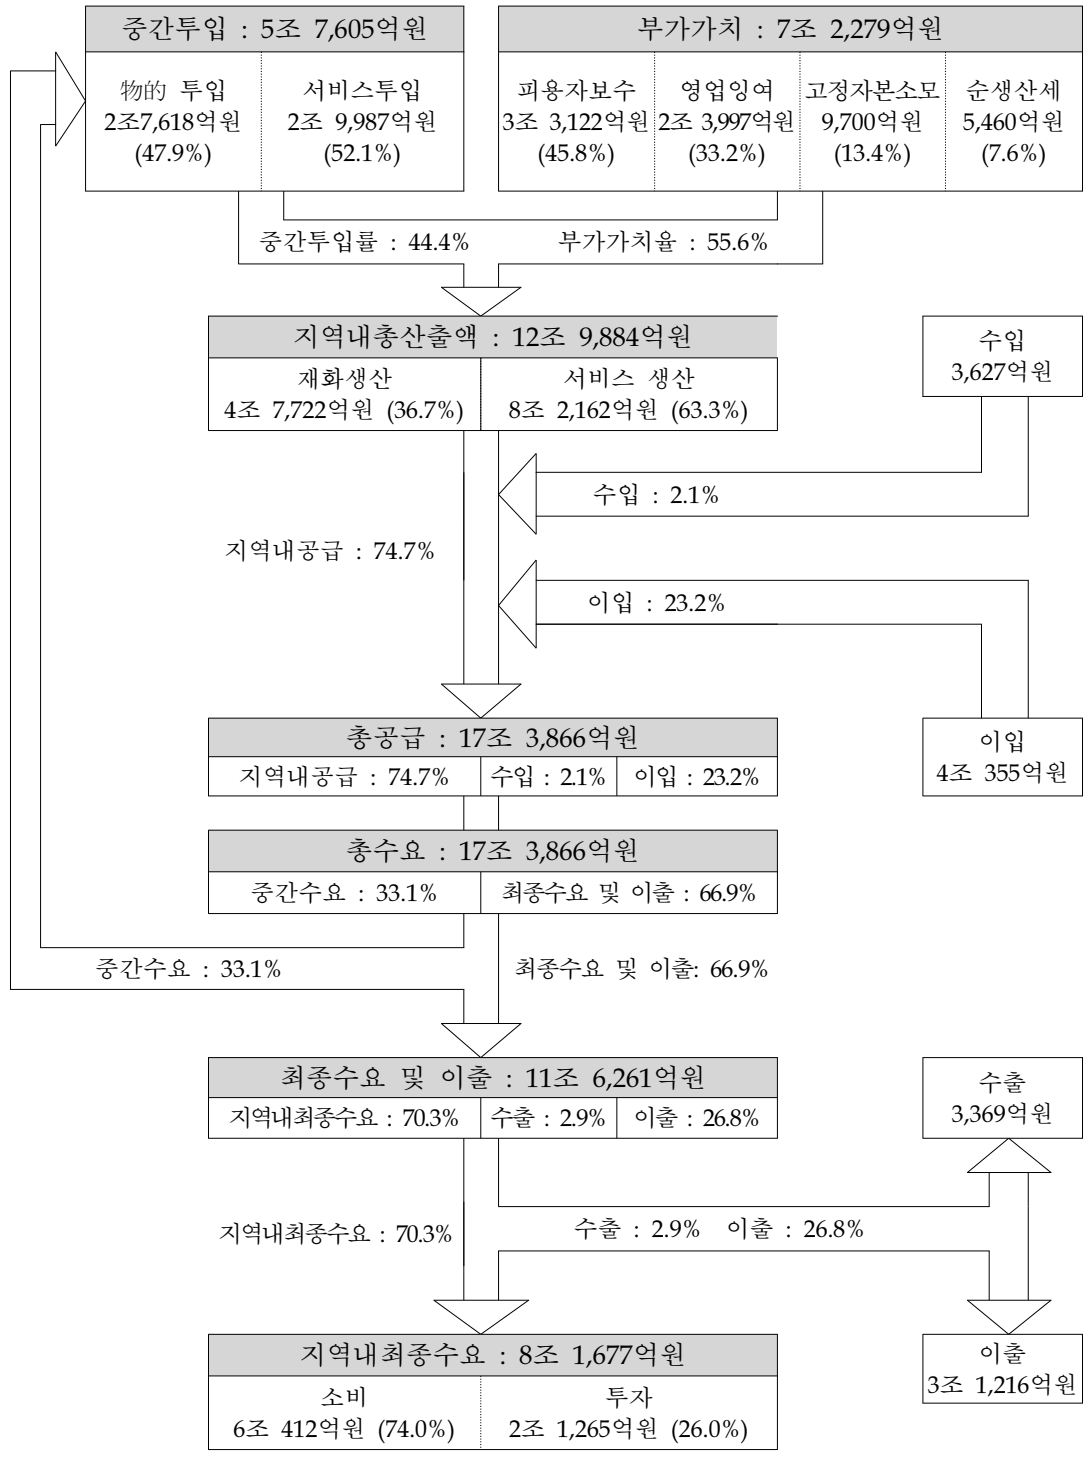 중간투입 : 5조 7,605억원
부가가치 : 7조 2,279억원
物的 투입
2조7,618억원
(47.9%)
서비스투입
2조 9,987억원
(52.1%)
피용자보수
3조 3,122억원
(45.8%)
영업잉여
2조 3,997억원
(33.2%)
고정자본소모
9,700억원
(13.4%)
순생산세
5,460억원
(7.6%)
중간투입률 : 44.4%
부가가치율 : 55.6%
지역내총산출액 : 12조 9,884억원
재화생산
4조 7,722억원 (36.7%)
서비스 생산
8조 2,162억원 (63.3%)
수입
3,627억원
수입 : 2.1%
지역내공급 : 74.7%
이입 : 23.2%
총공급 : 17조 3,866억원
지역내공급 : 74.7%
수입 : 2.1%
이입 : 23.2%
이입
4조 355억원
총수요 : 17조 3,866억원
중간수요 : 33.1%
최종수요 및 이출 : 66.9%
중간수요 : 33.1%
최종수요 및 이출: 66.9%
최종수요 및 이출 : 11조 6,261억원
지역내최종수요 : 70.3%
수출 : 2.9%
이출 : 26.8%
수출
3,369억원
지역내최종수요 : 70.3%
수출 : 2.9% 이출 : 26.8%
지역내최종수요 : 8조 1,677억원
소비
6조 412억원 (74.0%)
투자
2조 1,265억원 (26.0%)
이출
3조 1,216억원